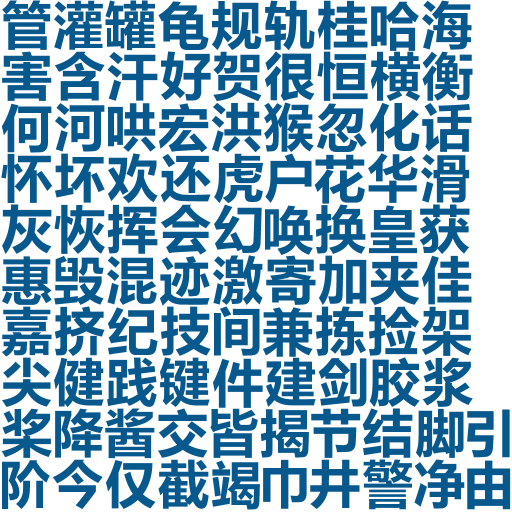 管灌罐龟规轨桂哈海
害含汗好贺很恒横衡
何河哄宏洪猴忽化话
怀坏欢还虎户花华滑
灰恢挥会幻唤换皇获
惠毁混迹激寄加夹佳
嘉挤纪技间兼拣捡架
尖健践键件建剑胶浆
桨降酱交皆揭节结脚引
阶今仅截竭巾井警净由